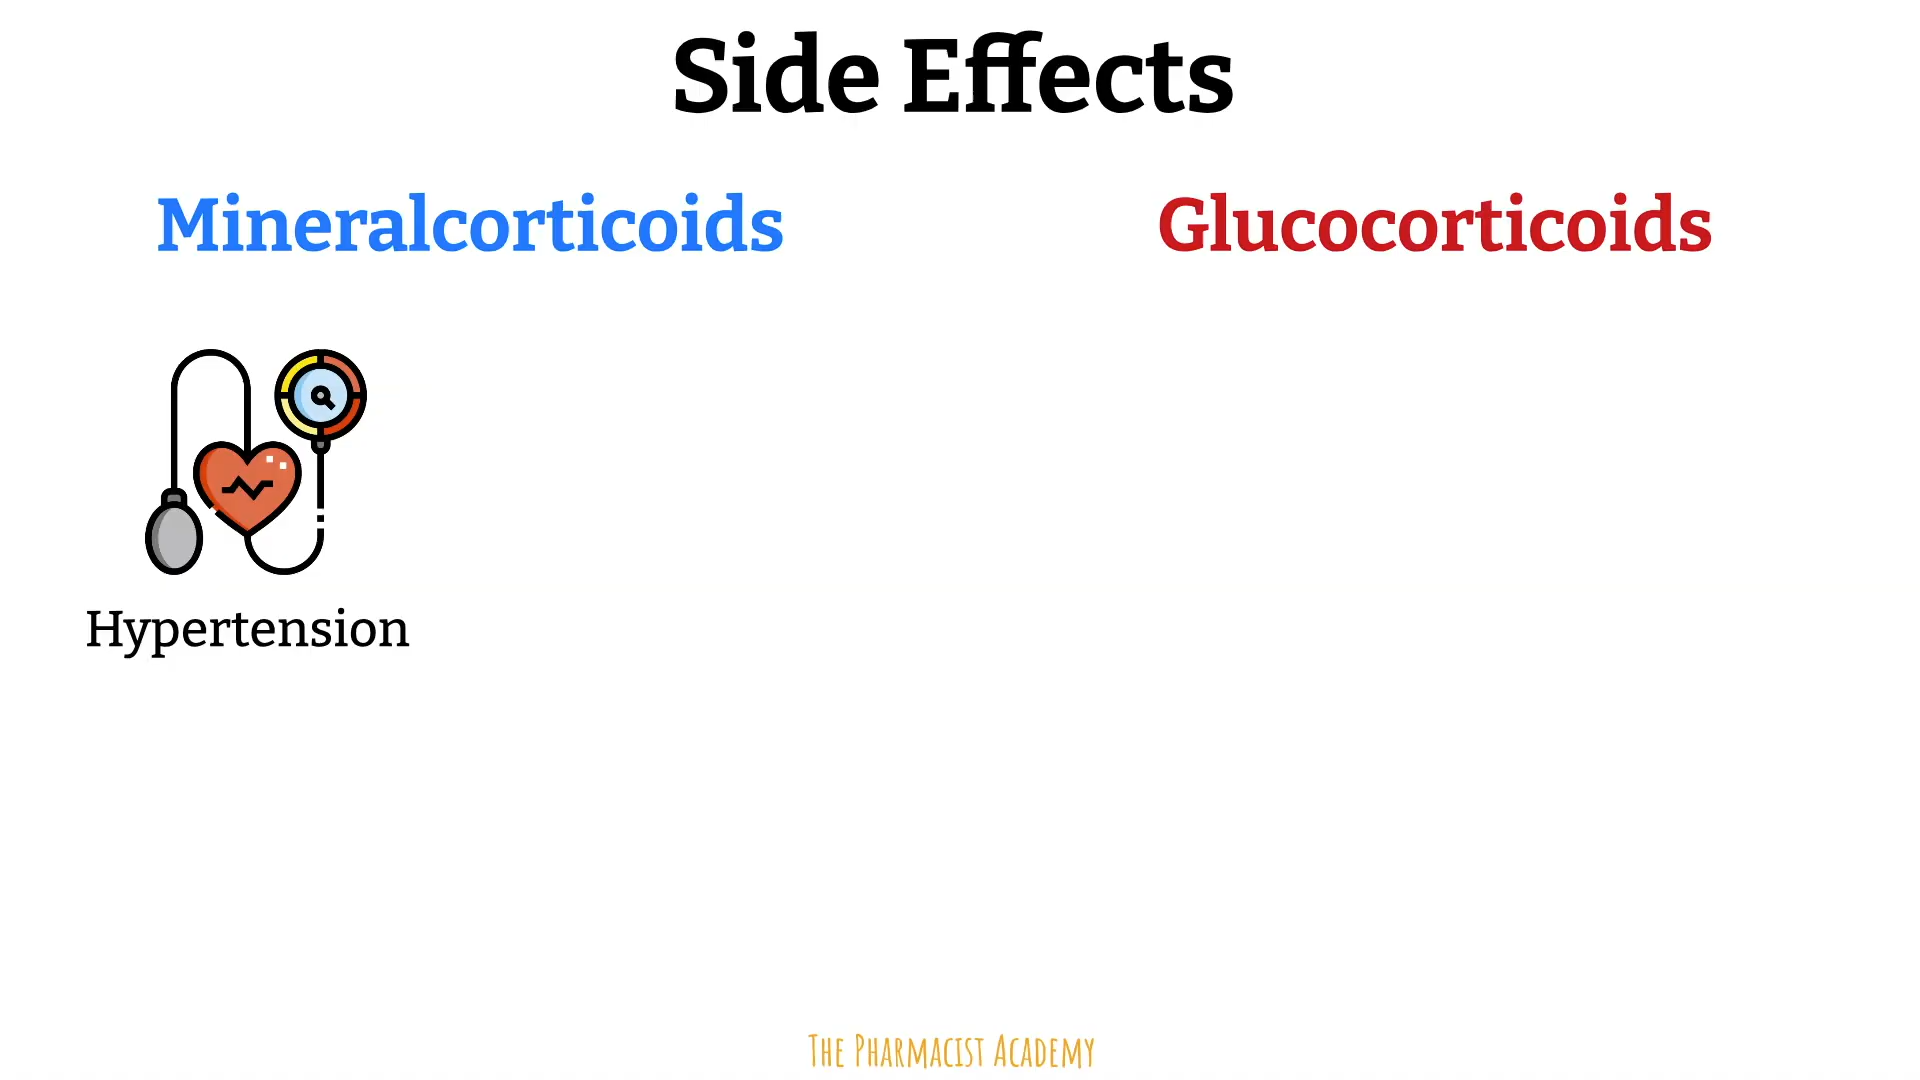 Side Effects
Mineralcorticoids
Glucocorticoids
Hypertension
The Pharmacist Academy